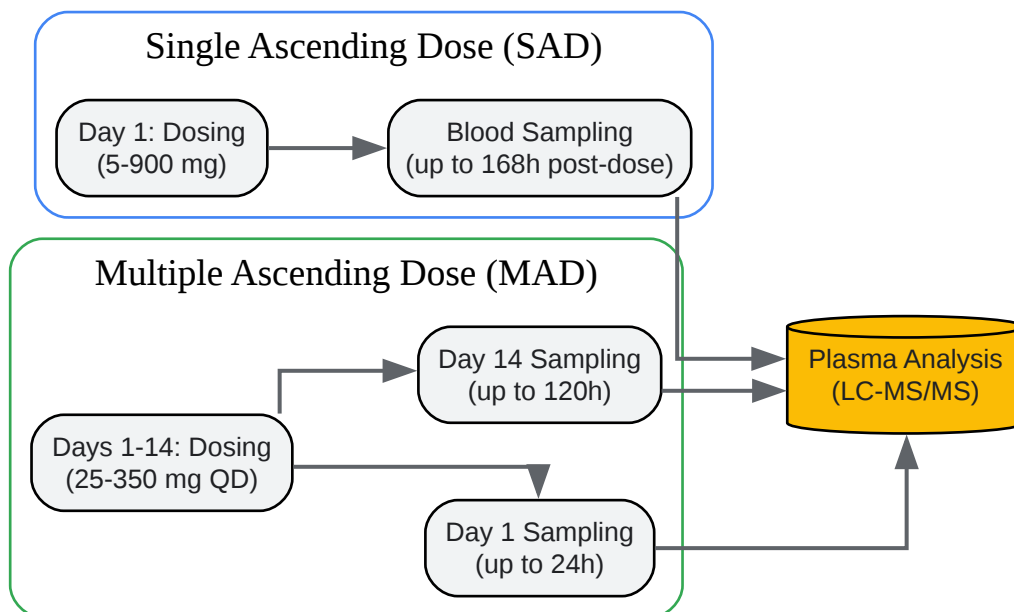 Single Ascending Dose (SAD)
Day 1: Dosing
(5-900 mg)
Blood Sampling
(up to 168h post-dose)
Multiple Ascending Dose (MAD)
Day 14 Sampling
(up to 120h)
Plasma Analysis
(LC-MS/MS)
Days 1-14: Dosing
(25-350 mg QD)
Day 1 Sampling
(up to 24h)